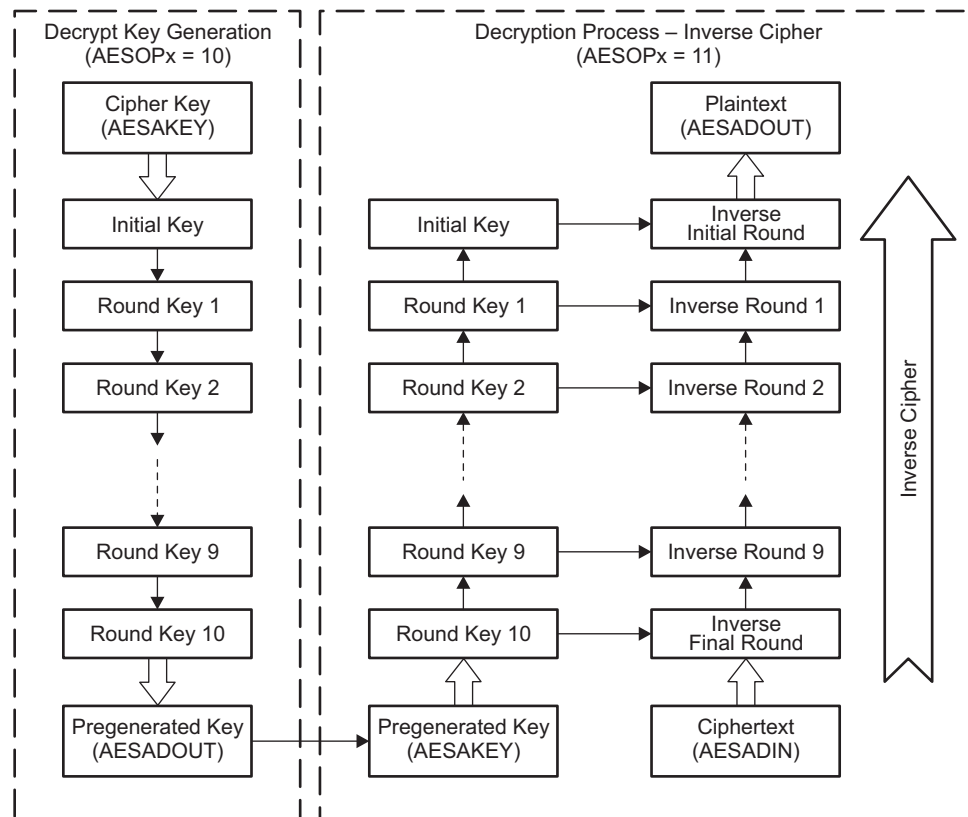 Decrypt Key Generation
(AESOPx = 10)
Cipher Key
(AESAKEY)
Initial Key
Round Key 1
Round Key 2
Round Key 9
Round Key 10
Pregenerated Key
(AESADOUT)
Decryption Process – Inverse Cipher
(AESOPx = 11)
Plaintext
(AESADOUT)
Initial Key
Inverse
Initial Round
Round Key 1
Inverse Round 1
Round Key 2
Inverse Round 2
Round Key 9
Inverse Round 9
Round Key 10
Inverse
Final Round
Pregenerated Key
(AESAKEY)
Ciphertext
(AESADIN)
Inverse Cipher